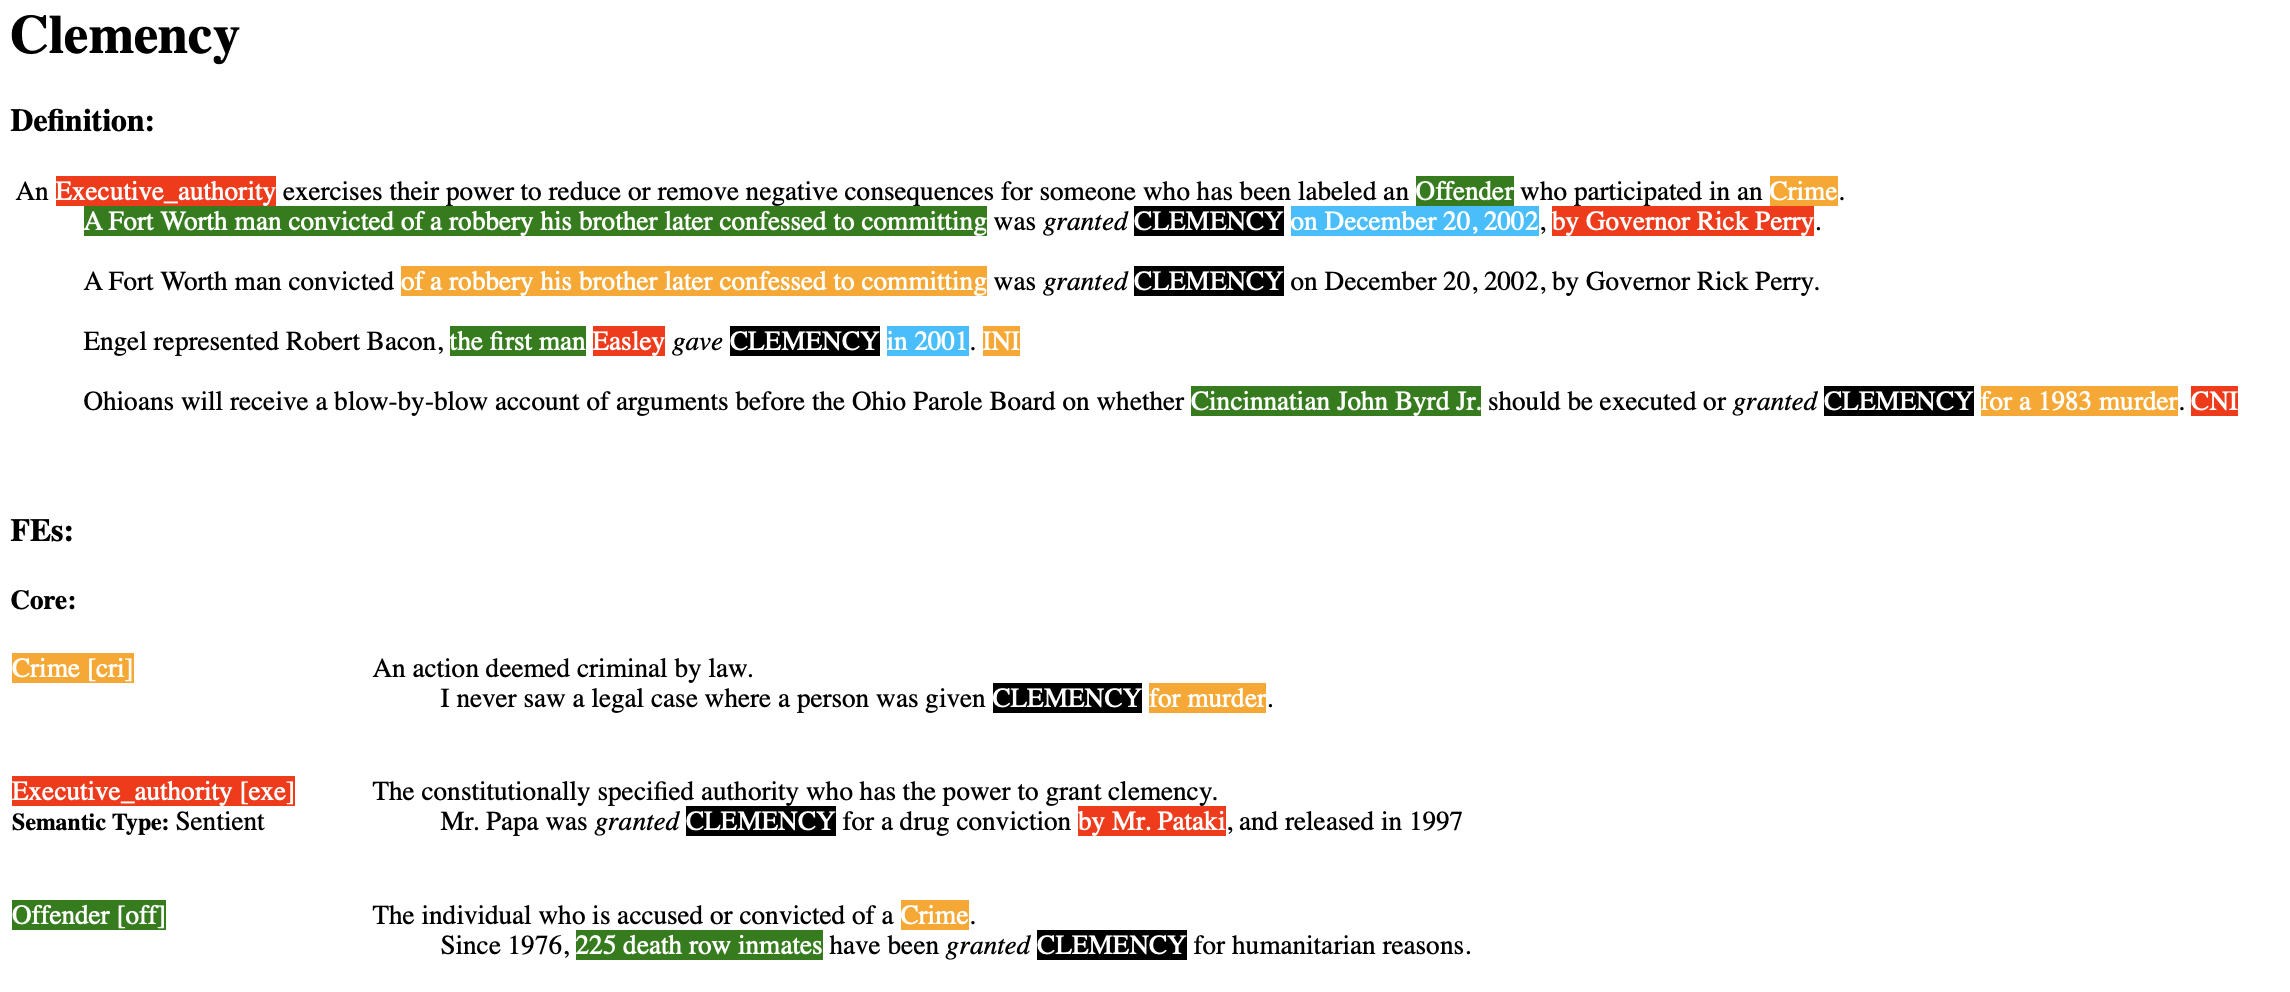 Clemency
Definition:
An Executive_authority exercises their power to reduce or remove negative consequences for someone who has been labeled an Offender who participated in an Crime.
A Fort Worth man convicted of a robbery his brother later confessed to committing was granted CLEMENCY on December 20, 2002, by Governor Rick Perry.
A Fort Worth man convicted of a robbery his brother later confessed to committing was granted CLEMENCY on December 20, 2002, by Governor Rick Perry.
Engel represented Robert Bacon, the first man Easley gave CLEMENCY in 2001. INI
Ohioans will receive a blow-by-blow account of arguments before the Ohio Parole Board on whether Cincinnatian John Byrd Jr. should be executed or granted CLEMENCY for a 1983 murder. CNI
FEs:
Core:
Crime [cri] An action deemed criminal by law.
I never saw a legal case where a person was given CLEMENCY for murder.
Executive_authority [exe] The constitutionally specified authority who has the power to grant clemency.
Semantic Type: Sentient Mr. Papa was granted CLEMENCY for a drug conviction by Mr. Pataki, and released in 1997
Offender [off] The individual who is accused or convicted of a Crime.
Since 1976, 225 death row inmates have been granted CLEMENCY for humanitarian reasons.